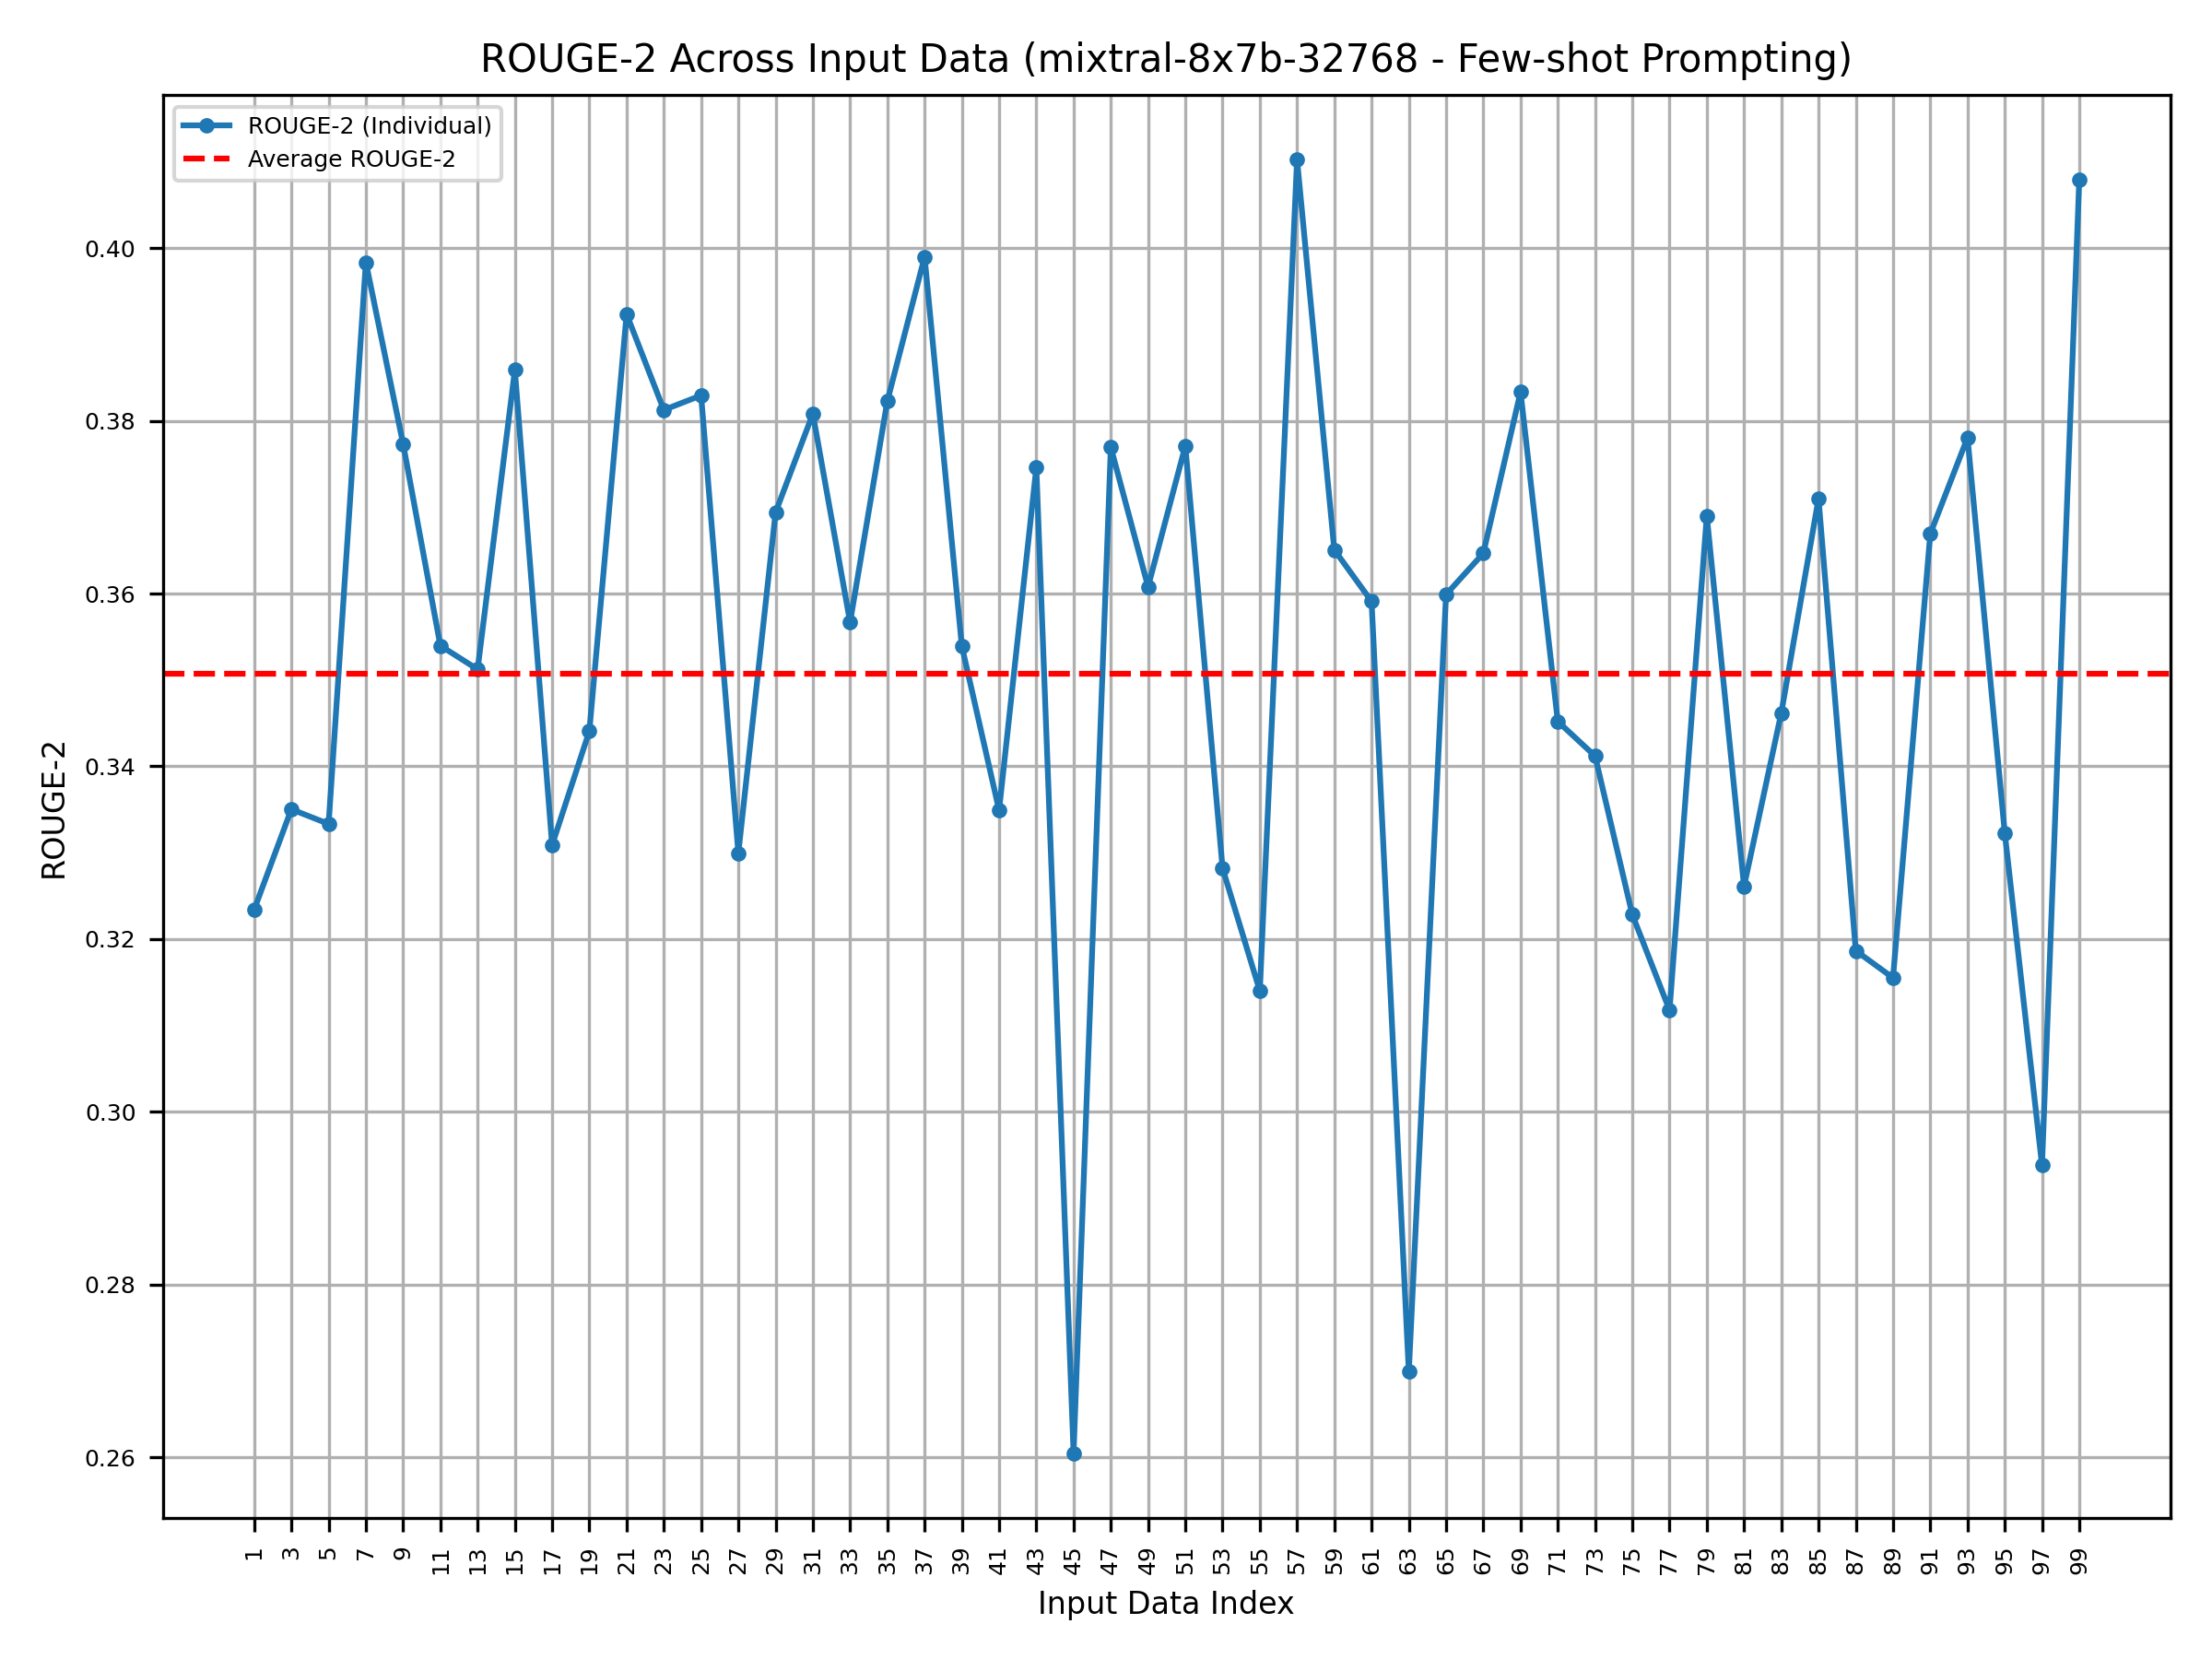 ROUGE-2 Across Input Data (mixtral-8x7b-32768 - Few-shot Prompting)
ROUGE-2 (Individual)
Average ROUGE-2
0.40
0.38
0.36
0.34
0.32
0.30
0.28
0.26
ROUGE-2
1 3 5 7 9 11 13 15 17 19 21 23 25 27 29 31 33 35 37 39 41 43 45 47 49 51 53 55 57 59 61 63 65 67 69 71 73 75 77 79 81 83 85 87 89 91 93 95 97 99
Input Data Index